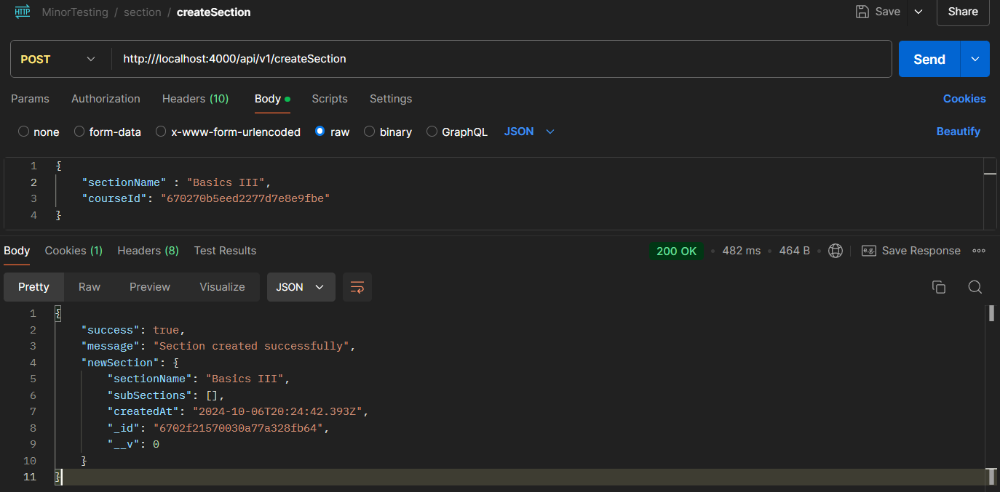 HTTP MinorTesting / section / createSection Save Share
POST http:///localhost:4000/api/v1/createSection Send
Params Authorization Headers (10) Body Scripts Settings Cookies
none form-data x-www-form-urlencoded raw binary GraphQL JSON Beautify
1 {
2 "sectionName" : "Basics III",
3 "courseId": "670270b5eed2277d7e8e9fbe"
4 }
Body Cookies (1) Headers (8) Test Results 200 OK 482 ms 464 B e.g. Save Response
Pretty Raw Preview Visualize JSON
1 {
2 "success": true,
3 "message": "Section created successfully",
4 "newSection": {
5 "sectionName": "Basics III",
6 "subSections": [],
7 "createdAt": "2024-10-06T20:24:42.393Z",
8 "_id": "6702f21570030a77a328fb64",
9 "__v": 0
10 }
11 }